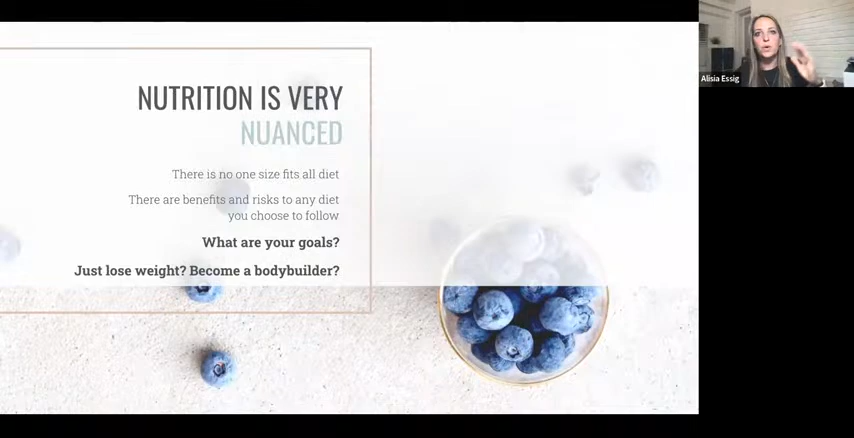 NUTRITION IS VERY
NUANCED
There is no one size fits all diet
There are benefits and risks to any diet
you choose to follow
What are your goals?
Just lose weight? Become a bodybuilder?
Alisia Essig